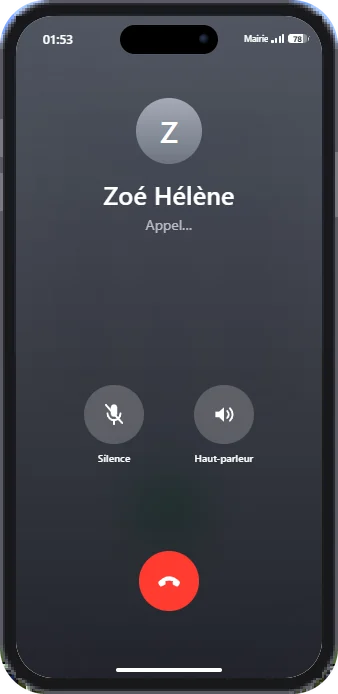 01:53
Mairie
78
Z
Zoé Hélène
Appel...
Silence
Haut-parleur